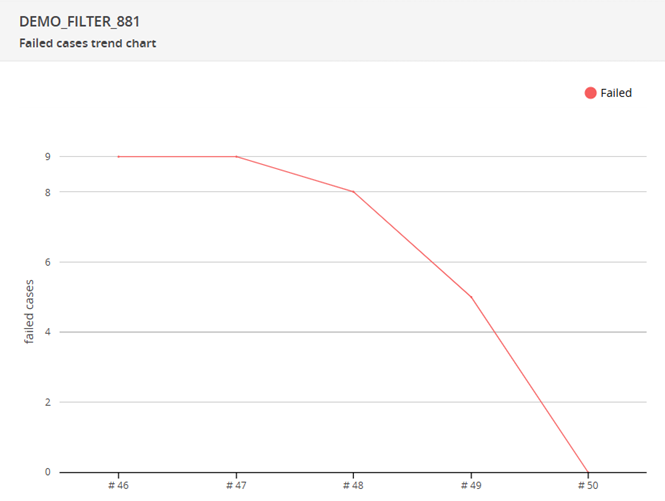 DEMO_FILTER_881
Failed cases trend chart
Failed
9
8
6
4
2
0
failed cases
# 46
# 47
# 48
# 49
# 50